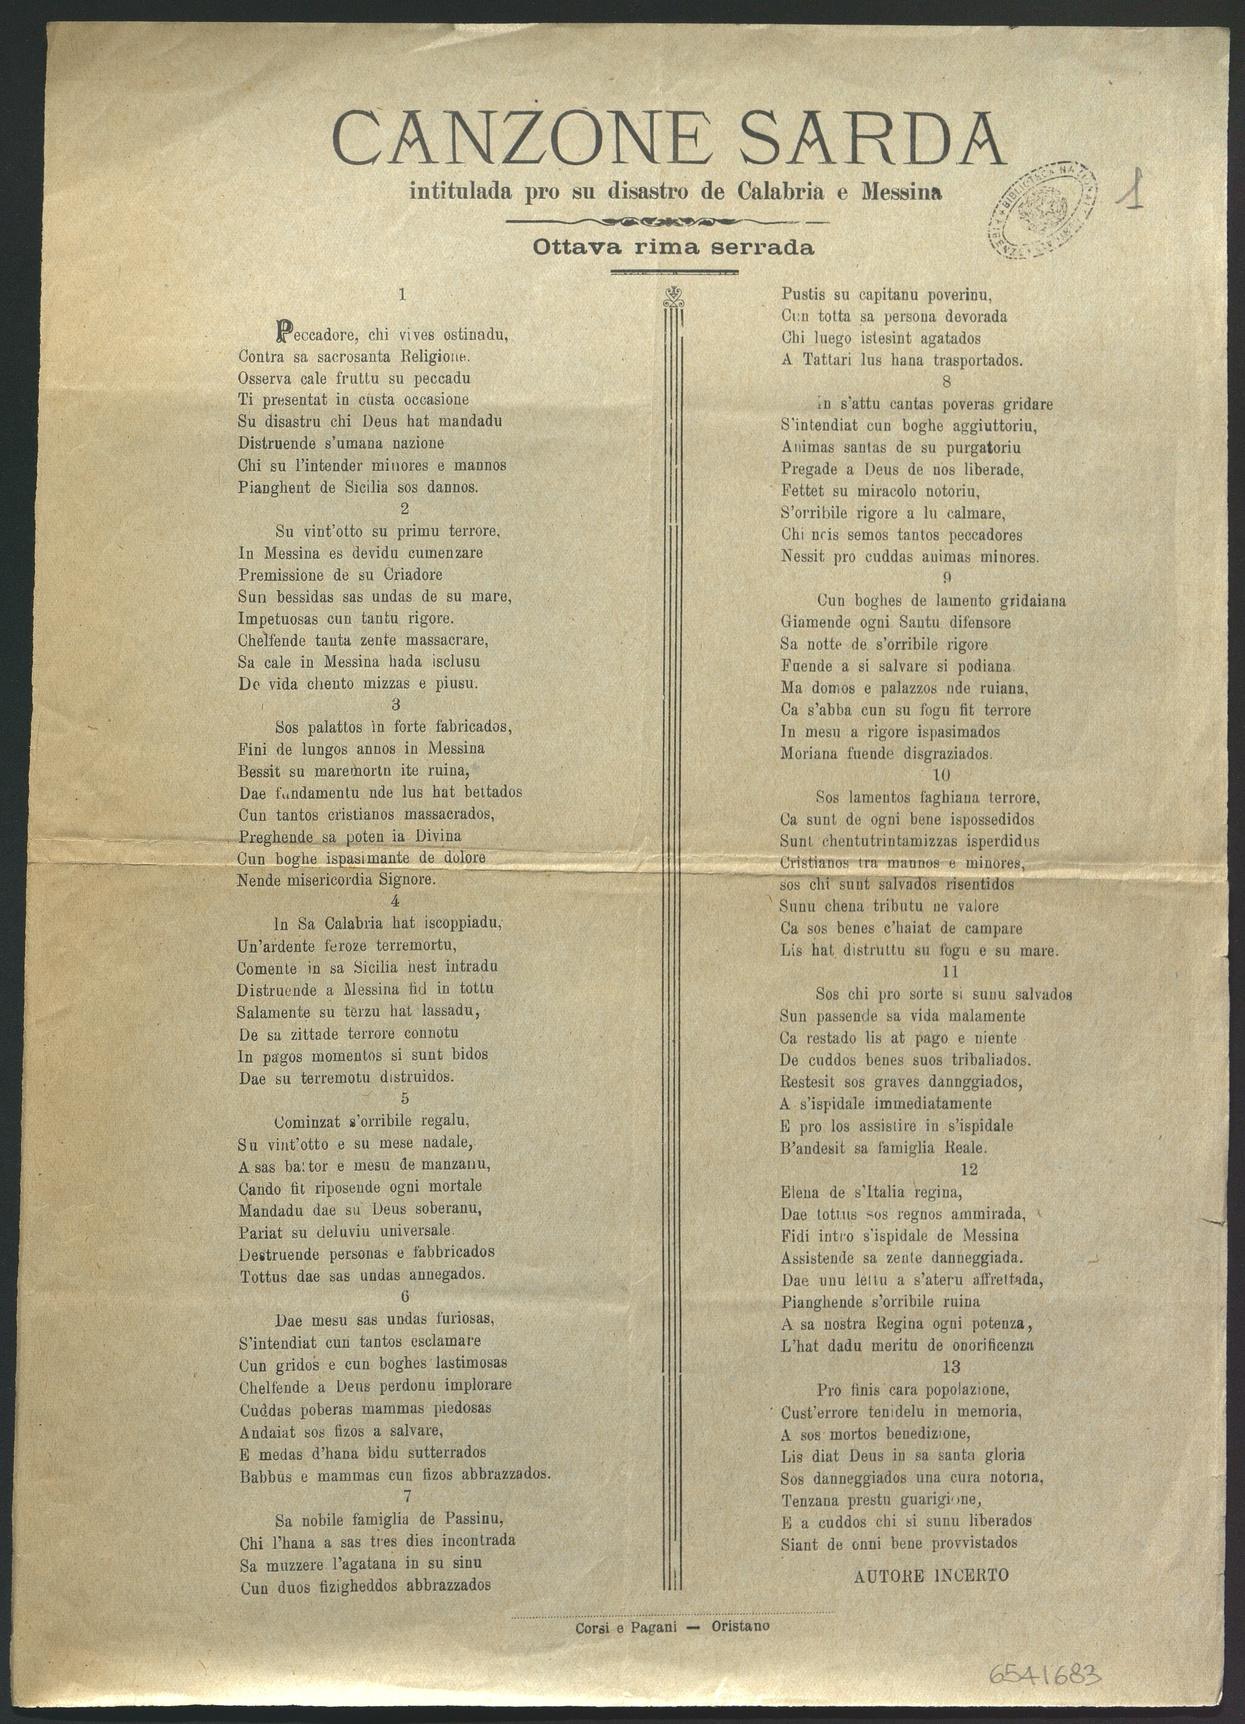 CANZONE SARDA
intitulada pro su disastro de Calabria e Messina
1
Ottava rima serrada
1
Peccadore, chi vives ostinadu,
Contra sa sacrosanta Religione.
Osserva cale fruttu su peccadu
Ti presentat in custa occasione
Su disastru chi Deus hat mandadu
Distruende s'umana nazione
Chi su l'intender minores e mannos
Pianghent de Sicilia sos dannos.
2
Su vint'otto su primu terrore,
In Messina es devidu cumenzare
Premissione de su Criadore
Sun bessidas sas undas de su mare,
Impetuosas cun tantu rigore.
Chelfende tanta zente massacrare,
Sa cale in Messina hada isclusu
De vida chento mizzas e piusu.
3
Sos palattos in forte fabricados,
Fini de lungos annos in Messina
Bessit su maremortu ite ruina,
Dae fundamentu nde lus hat bettados
Cun tantos cristianos massacrados,
Preghende sa poten ia Divina
Cun boghe ispasimante de dolore
Nende misericordia Signore.
4
In Sa Calabria hat iscoppiadu,
Un'ardente feroze terremortu,
Comente in sa Sicilia hest intradu
Distruende a Messina fid in tottu
Salamente su terzu hat lassadu,
De sa zittade terrore connotu
In pagos momentos si sunt bidos
Dae su terremotu distruidos.
5
Cominzat s'orribile regalu,
Su vint'otto e su mese nadale,
A sas battor e mesu de manzanu,
Cando fit riposende ogni mortale
Mandadu dae su Deus soberanu,
Pariat su deluviu universale.
Destruende personas e fabbricados
Tottus dae sas undas annegados.
6
Dae mesu sas undas furiosas,
S'intendiat cun tantos esclamare
Cun gridos e cun boghes lastimosas
Chelfende a Deus perdonu implorare
Cuddas poberas mammas piedosas
Andaiat sos fizos a salvare,
E medas d'hana bidu sutterrados
Babbus e mammas cun fizos abbrazzados.
7
Sa nobile famiglia de Passinu,
Chi l'hana a sas tres dies incontrada
Sa muzzere l'agatana in su sinu
Cun duos fizigheddos abbrazzados
Pustis su capitanu poverinu,
Cun totta sa persona devorada
Chi luego istesint agatados
A Tattari lus hana trasportados.
8
in s'attu cantas poveras gridare
S'intendiat cun boghe aggiuttoriu,
Animas santas de su purgatoriu
Pregade a Deus de nos liberade,
Fettet su miracolo notoriu,
S'orribile rigore a lu calmare,
Chi nois semos tantos peccadores
Nessit pro cuddas animas minores.
9
Cun boghes de lamento gridaiana
Giamende ogni Santu difensore
Sa notte de s'orribile rigore
Fuende a si salvare si podiana
Ma domos e palazzos nde ruiana,
Ca s'abba cun su fogu fit terrore
In mesu a rigore ispasimados
Moriana fuende disgraziados.
10
Sos lamentos faghiana terrore,
Ca sunt de ogni bene ispossedidos
Sunt chentutrintamizzas isperdidus
Cristianos tra mannos e minores,
sos chi sunt salvados risentidos
Sunu chena tributu ne valore
Ca sos benes c'haiat de campare
Lis hat distruttu su fogu e su mare.
11
Sos chi pro sorte si sunu salvados
Sun passende sa vida malamente
Ca restado lis at pago e niente
De cuddos benes suos tribaliados.
Restesit sos graves dannggiados,
A s'ispidale immediatamente
E pro los assistire in s'ispidale
B'andesit sa famiglia Reale.
12
Elena de s'Italia regina,
Dae tottus sos regnos ammirada,
Fidi intro s'ispidale de Messina
Assistende sa zente danneggiada.
Dae unu lettu a s'ateru affrettada,
Pianghende s'orribile ruina
A sa nostra Regina ogni potenza,
L'hat dadu meritu de onorificenza
13
Pro finis cara popolazione,
Cust'errore tenidelu in memoria,
A sos mortos benedizione,
Lis diat Deus in sa santa gloria
Sos danneggiados una cura notoria,
Tenzana prestu guarigione,
E a cuddos chi si sunu liberados
Siant de onni bene provvistados
AUTORE INCERTO
Corsi e Pagani — Oristano
6541683